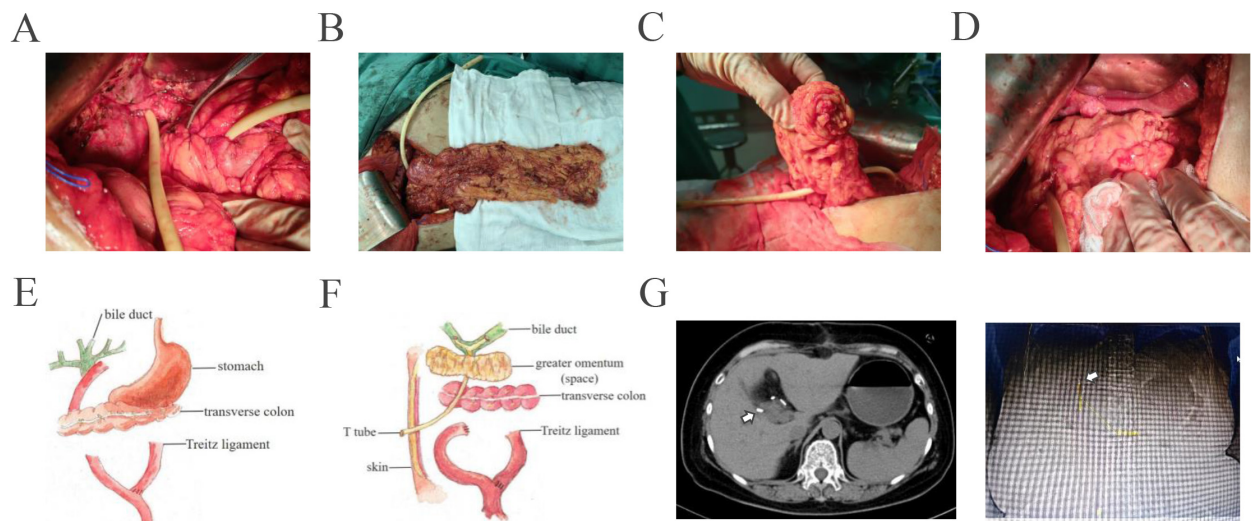 A
B
C
D
E
bile duct
stomach
transverse colon
Treitz ligament
F
bile duct
greater omentum
(space)
transverse colon
T tube
Treitz ligament
skin
G